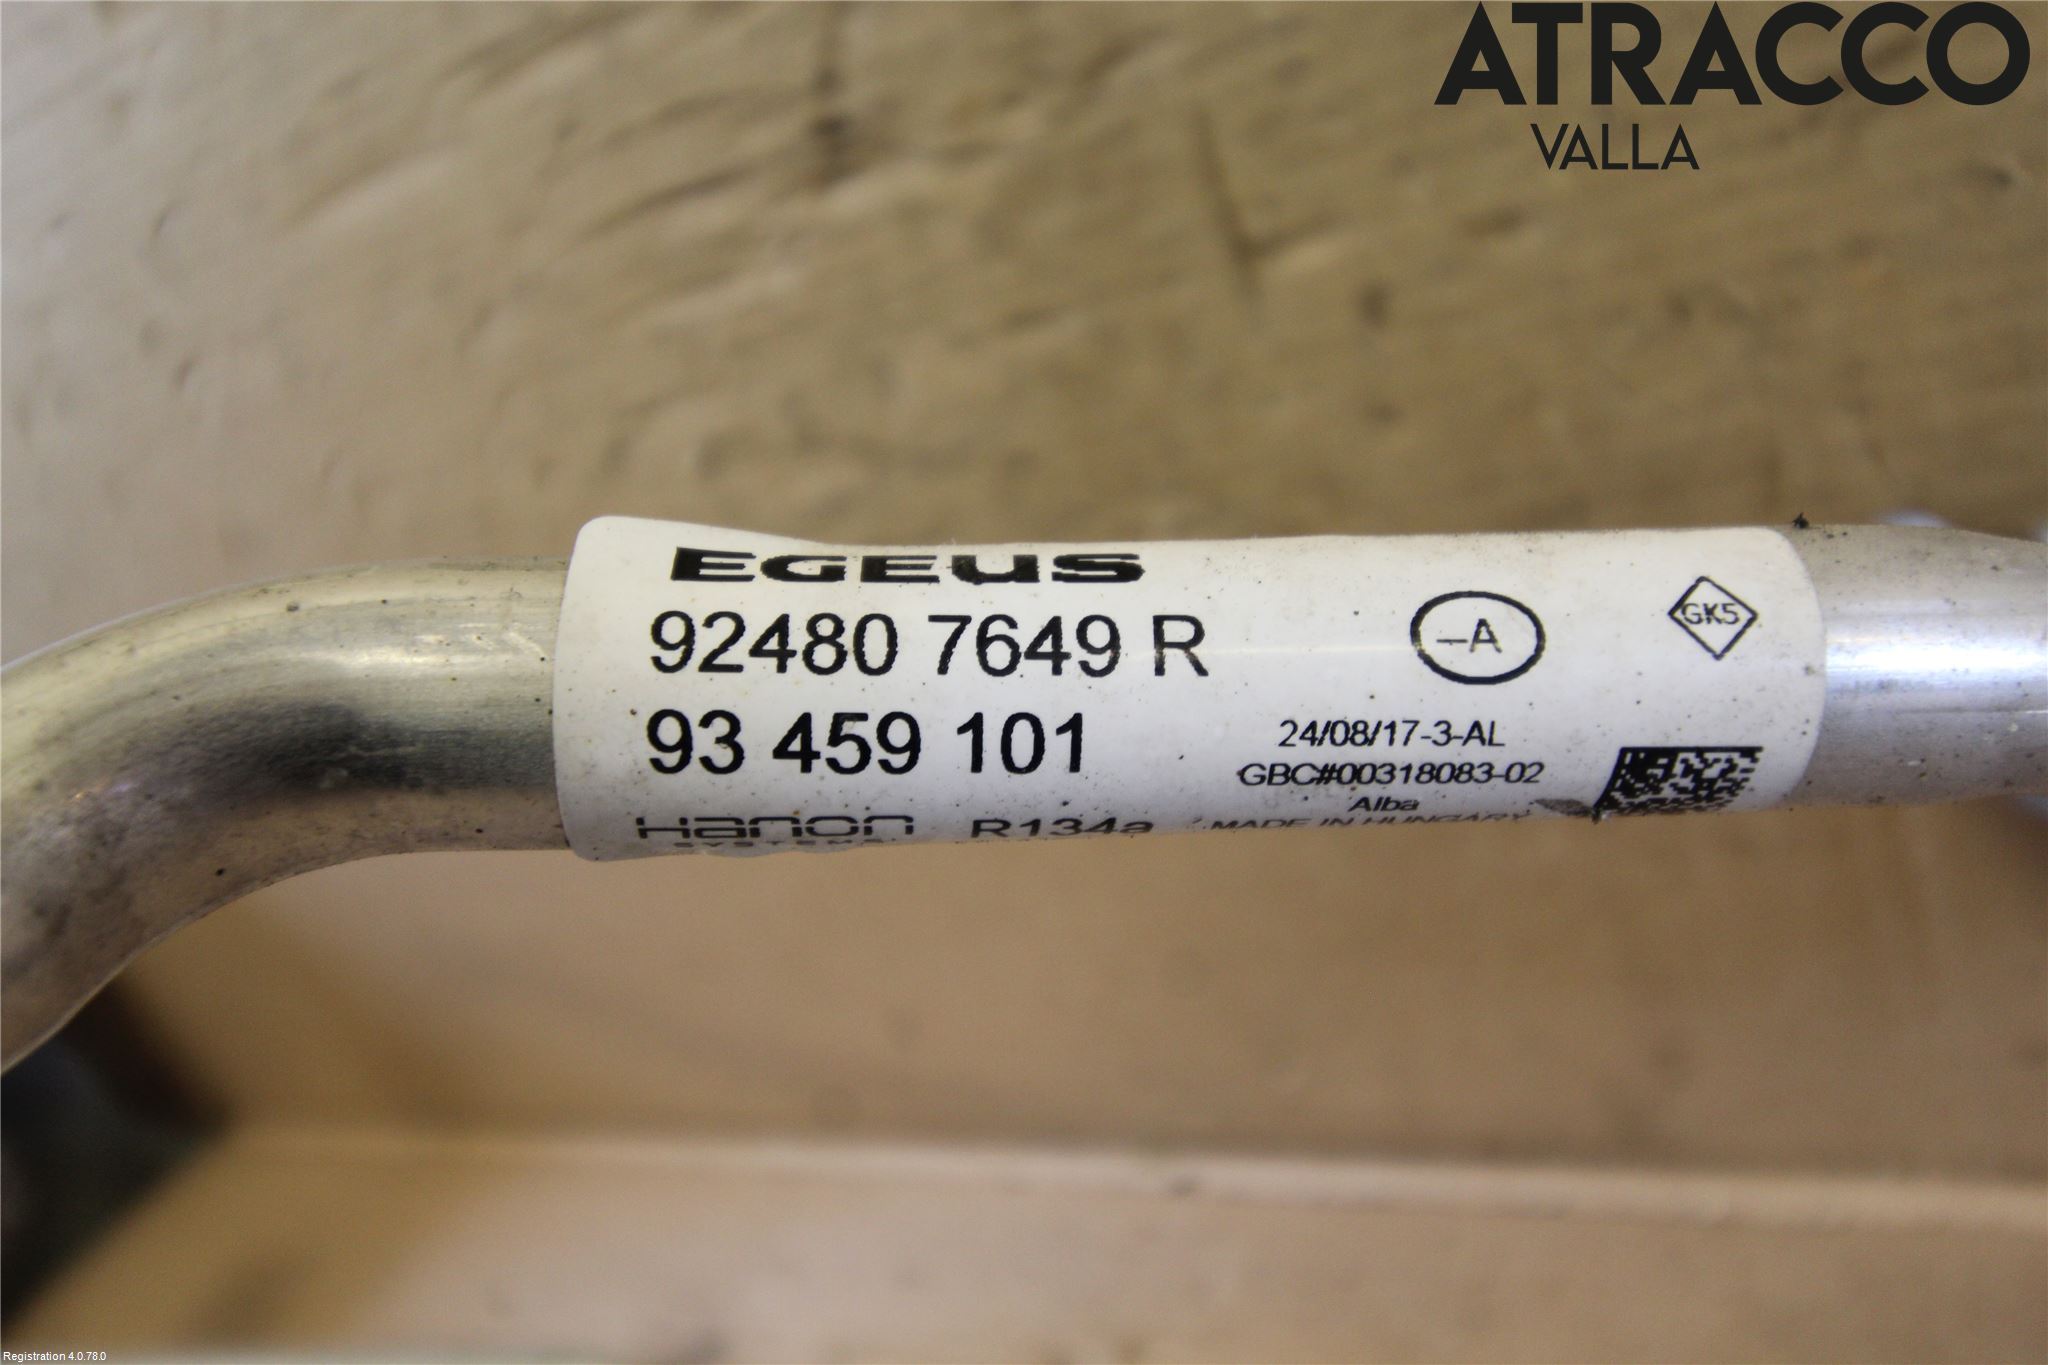 ATRACCO
VALLA
EGEUS
92480 7649 R
-A
GK5
93 459 101
24/08/17-3-AL
GBC#00318083-02
Alba
Hanon R134a MADE IN HUNGARY
SYSTEMS
Registration 4.0.78.0